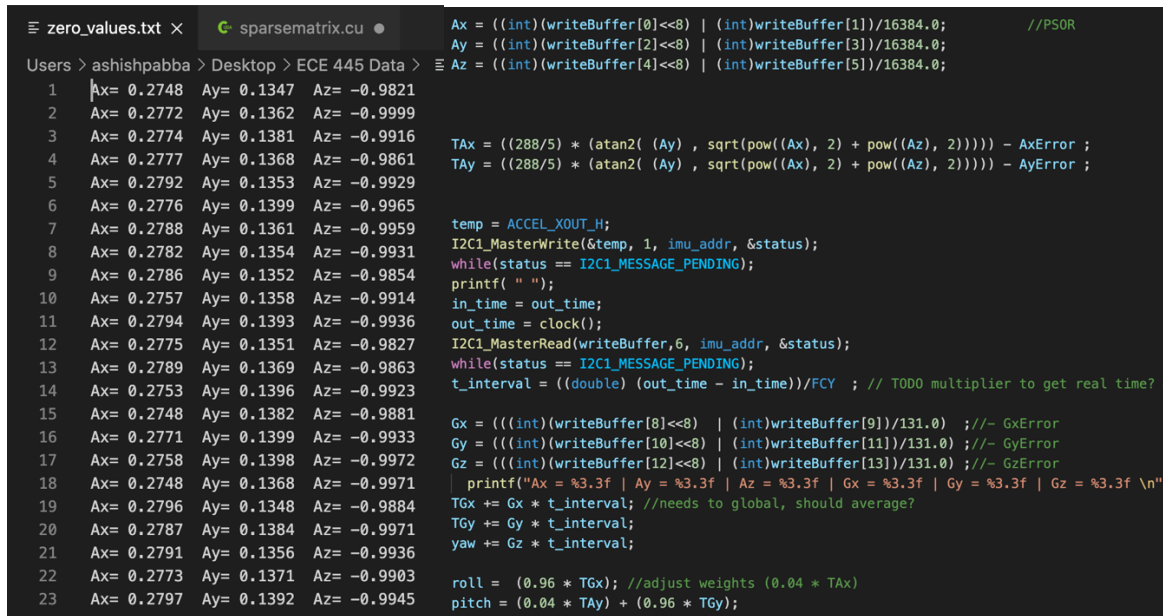 zero_values.txt ×
sparsematrix.cu ●
Users > ashishpabba > Desktop > ECE 445 Data >
1 Ax= 0.2748 Ay= 0.1347 Az= -0.9821
2 Ax= 0.2772 Ay= 0.1362 Az= -0.9999
3 Ax= 0.2774 Ay= 0.1381 Az= -0.9916
4 Ax= 0.2777 Ay= 0.1368 Az= -0.9861
5 Ax= 0.2792 Ay= 0.1353 Az= -0.9929
6 Ax= 0.2776 Ay= 0.1399 Az= -0.9965
7 Ax= 0.2788 Ay= 0.1361 Az= -0.9959
8 Ax= 0.2782 Ay= 0.1354 Az= -0.9931
9 Ax= 0.2786 Ay= 0.1352 Az= -0.9854
10 Ax= 0.2757 Ay= 0.1358 Az= -0.9914
11 Ax= 0.2794 Ay= 0.1393 Az= -0.9936
12 Ax= 0.2775 Ay= 0.1351 Az= -0.9827
13 Ax= 0.2789 Ay= 0.1369 Az= -0.9863
14 Ax= 0.2753 Ay= 0.1396 Az= -0.9923
15 Ax= 0.2748 Ay= 0.1382 Az= -0.9881
16 Ax= 0.2771 Ay= 0.1399 Az= -0.9933
17 Ax= 0.2758 Ay= 0.1398 Az= -0.9972
18 Ax= 0.2748 Ay= 0.1368 Az= -0.9971
19 Ax= 0.2796 Ay= 0.1348 Az= -0.9884
20 Ax= 0.2787 Ay= 0.1384 Az= -0.9971
21 Ax= 0.2791 Ay= 0.1356 Az= -0.9936
22 Ax= 0.2773 Ay= 0.1371 Az= -0.9903
23 Ax= 0.2797 Ay= 0.1392 Az= -0.9945
Ax = ((int)(writeBuffer[0]<<8) | (int)writeBuffer[1])/16384.0; //PSOR
Ay = ((int)(writeBuffer[2]<<8) | (int)writeBuffer[3])/16384.0;
Az = ((int)(writeBuffer[4]<<8) | (int)writeBuffer[5])/16384.0;
TAx = ((288/5) * (atan2( (Ay) , sqrt(pow((Ax), 2) + pow((Az), 2))))) - AxError ;
TAy = ((288/5) * (atan2( (Ay) , sqrt(pow((Ax), 2) + pow((Az), 2))))) - AyError ;
temp = ACCEL_XOUT_H;
I2C1_MasterWrite(&temp, 1, imu_addr, &status);
while(status == I2C1_MESSAGE_PENDING);
printf( " ");
in_time = out_time;
out_time = clock();
I2C1_MasterRead(writeBuffer,6, imu_addr, &status);
while(status == I2C1_MESSAGE_PENDING);
t_interval = ((double) (out_time - in_time))/FCY ; // TODO multiplier to get real time?
Gx = (((int)(writeBuffer[8]<<8) | (int)writeBuffer[9])/131.0) ;//- GxError
Gy = (((int)(writeBuffer[10]<<8) | (int)writeBuffer[11])/131.0) ;//- GyError
Gz = (((int)(writeBuffer[12]<<8) | (int)writeBuffer[13])/131.0) ;//- GzError
printf("Ax = %3.3f | Ay = %3.3f | Az = %3.3f | Gx = %3.3f | Gy = %3.3f | Gz = %3.3f \n"
TGx += Gx * t_interval; //needs to global, should average?
TGy += Gy * t_interval;
yaw += Gz * t_interval;
roll = (0.96 * TGx); //adjust weights (0.04 * TAx)
pitch = (0.04 * TAy) + (0.96 * TGy);